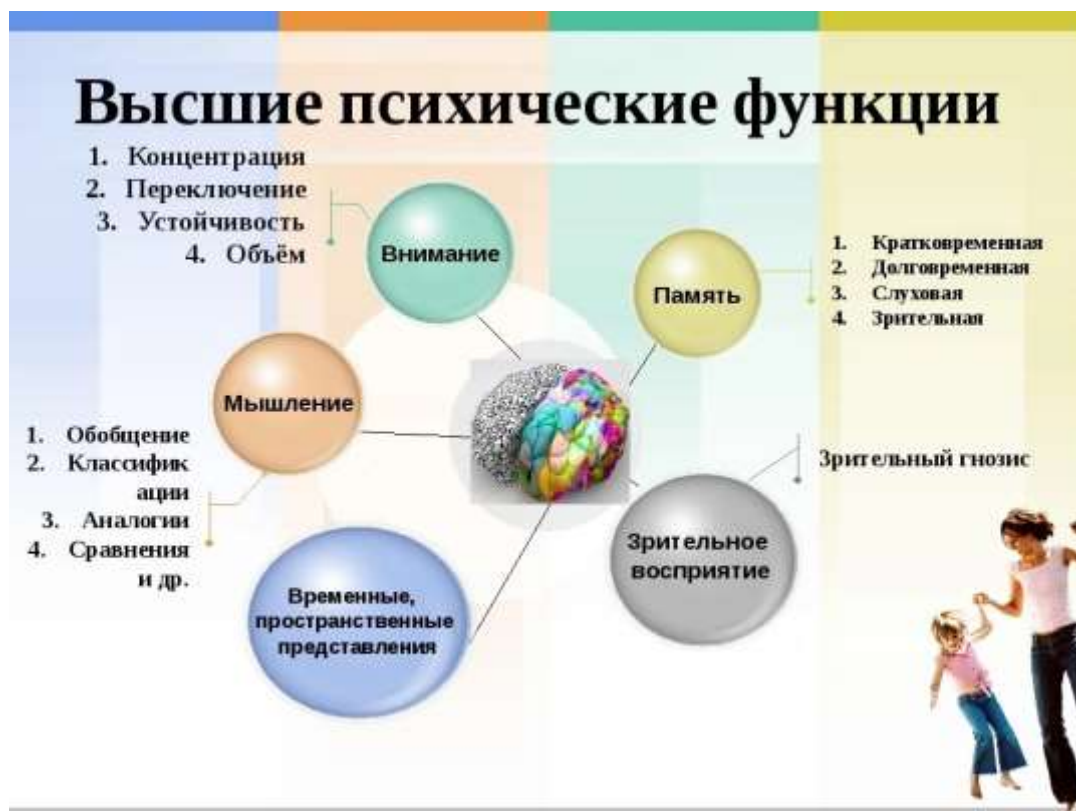 Высшие психические функции
1. Концентрация
2. Переключение
3. Устойчивость
4. Объём
Внимание
Память
1. Кратковременная
2. Долговременная
3. Слуховая
4. Зрительная
Мышление
1. Обобщение
2. Классифик
ации
3. Аналогии
4. Сравнения
и др.
Зрительный гнозис
Зрительное
восприятие
Временные,
пространственные
представления